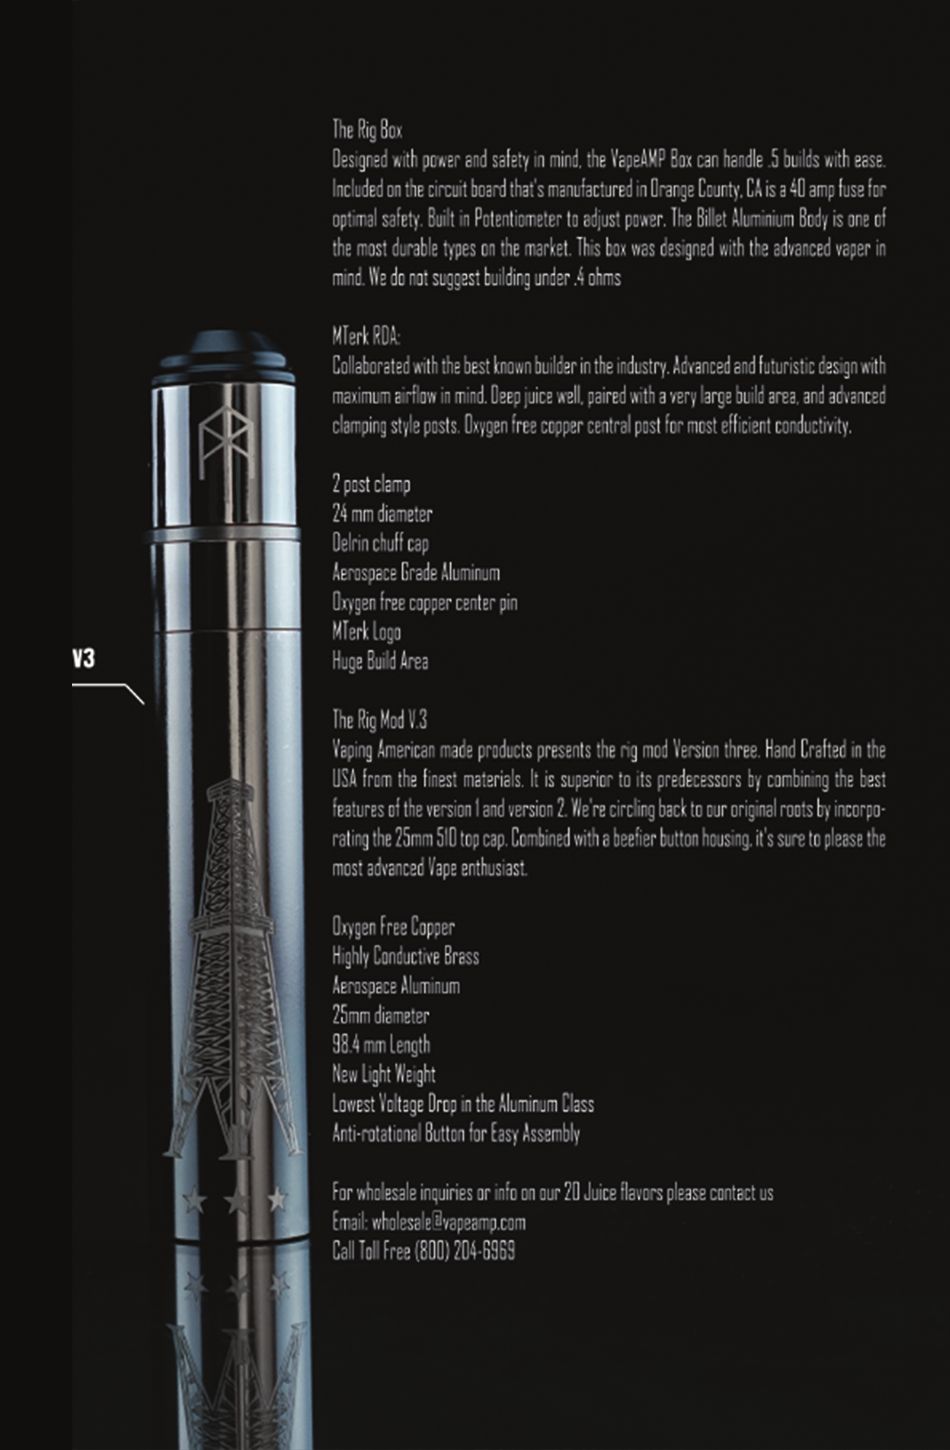 The Rig Box
Designed with power and safety in mind, the VapeAMP Box can handle .5 builds with ease.
Included on the circuit board that's manufactured in Orange County, CA is a 40 amp fuse for
optimal safety. Built in Potentiometer to adjust power. The Billet Aluminium Body is one of
the most durable types on the market. This box was designed with the advanced vaper in
mind. We do not suggest building under .4 ohms
MTerk RDA:
Collaborated with the best known builder in the industry. Advanced and futuristic design with
maximum airflow in mind. Deep juice well, paired with a very large build area, and advanced
clamping style posts. Oxygen free copper central post for most efficient conductivity.
2 post clamp
24 mm diameter
Delrin chuff cap
Aerospace Grade Aluminum
Oxygen free copper center pin
MTerk Logo
Huge Build Area
V3
The Rig Mod V.3
Vaping American made products presents the rig mod Version three. Hand Crafted in the
USA from the finest materials. It is superior to its predecessors by combining the best
features of the version 1 and version 2. We're circling back to our original roots by incorpo-
rating the 25mm 510 top cap. Combined with a beefier button housing, it's sure to please the
most advanced Vape enthusiast.
Oxygen Free Copper
Highly Conductive Brass
Aerospace Aluminum
25mm diameter
98.4 mm Length
New Light Weight
Lowest Voltage Drop in the Aluminum Class
Anti-rotational Button for Easy Assembly
For wholesale inquiries or info on our 20 Juice flavors please contact us
Email: wholesale@vapeamp.com
Call Toll Free (800) 204-6969